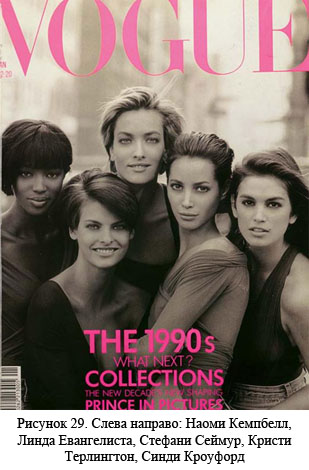 VOGUE
THE 1990s
WHAT NEXT?
COLLECTIONS
THE NEW DECADE NOW SHAPING
PRINCE IN PICTURES
Рисунок 29. Слева направо: Наоми Кемпбелл,
Линда Евангелиста, Стефани Сеймур, Кристи
Терлингтон, Синди Кроуфорд